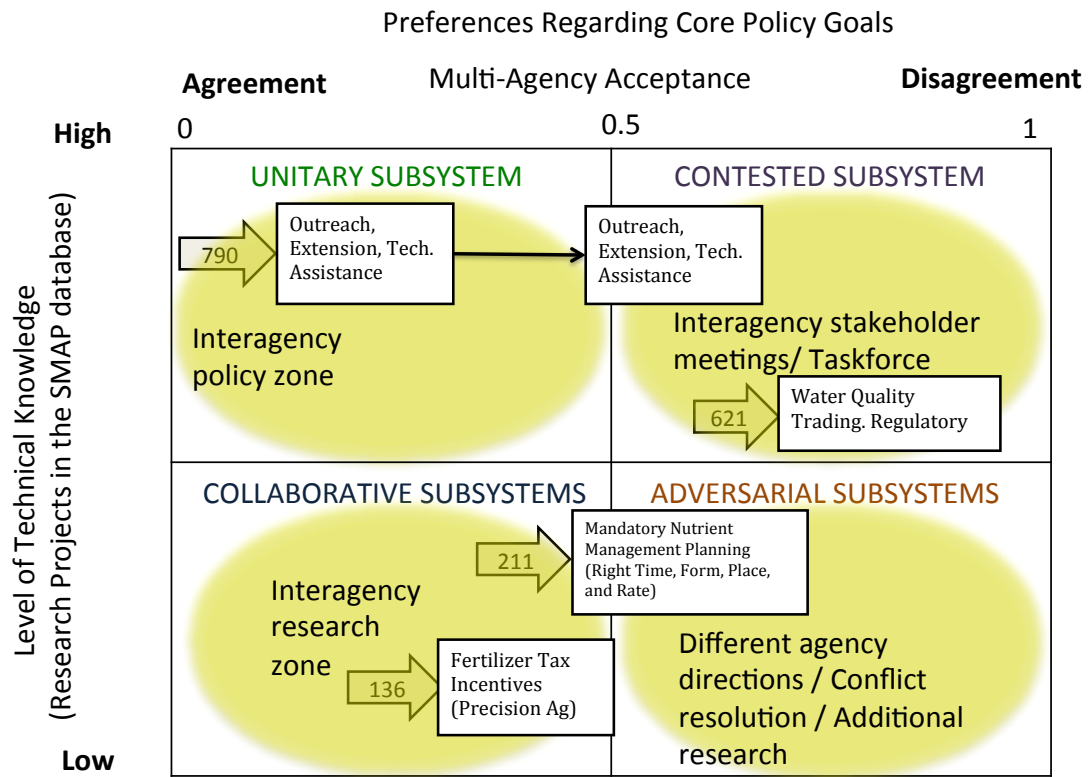 Preferences Regarding Core Policy Goals
Agreement
Multi-Agency Acceptance
Disagreement
High
0
0.5
1
Level of Technical Knowledge
(Research Projects in the SMAP database)
UNITARY SUBSYSTEM
790
Outreach,
Extension, Tech.
Assistance
Interagency
policy zone
CONTESTED SUBSYSTEM
Outreach,
Extension, Tech.
Assistance
Interagency stakeholder
meetings/ Taskforce
621
Water Quality
Trading. Regulatory
COLLABORATIVE SUBSYSTEMS
211
Mandatory Nutrient
Management Planning
(Right Time, Form, Place,
and Rate)
Interagency
research
zone
136
Fertilizer Tax
Incentives
(Precision Ag)
ADVERSARIAL SUBSYSTEMS
Different agency
directions / Conflict
resolution / Additional
research
Low